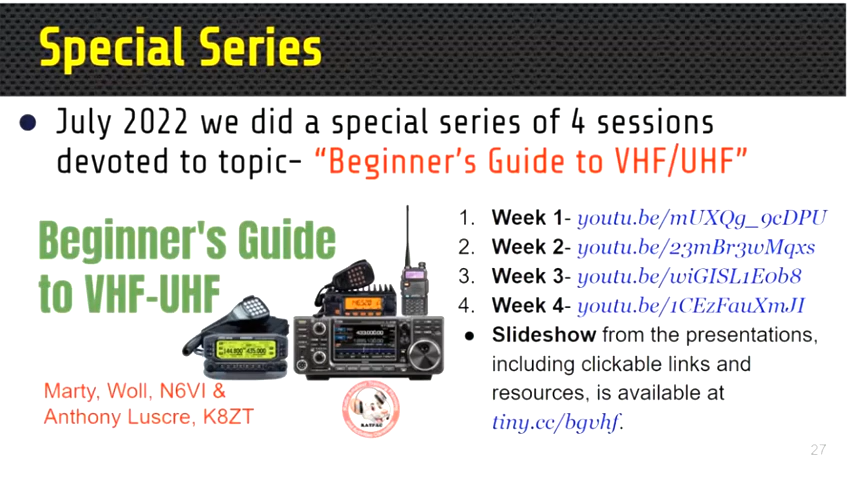 Special Series
● July 2022 we did a special series of 4 sessions
devoted to topic- “Beginner’s Guide to VHF/UHF”
Beginner's Guide
to VHF-UHF
Marty, Woll, N6VI &
Anthony Luscre, K8ZT
1. Week 1- youtu.be/mUXQg_9cDPU
2. Week 2- youtu.be/23mBr3wMqxs
3. Week 3- youtu.be/wiGISL1E0b8
4. Week 4- youtu.be/1CEzFauXmJI
● Slideshow from the presentations,
including clickable links and
resources, is available at
tiny.cc/bgvhf.
27